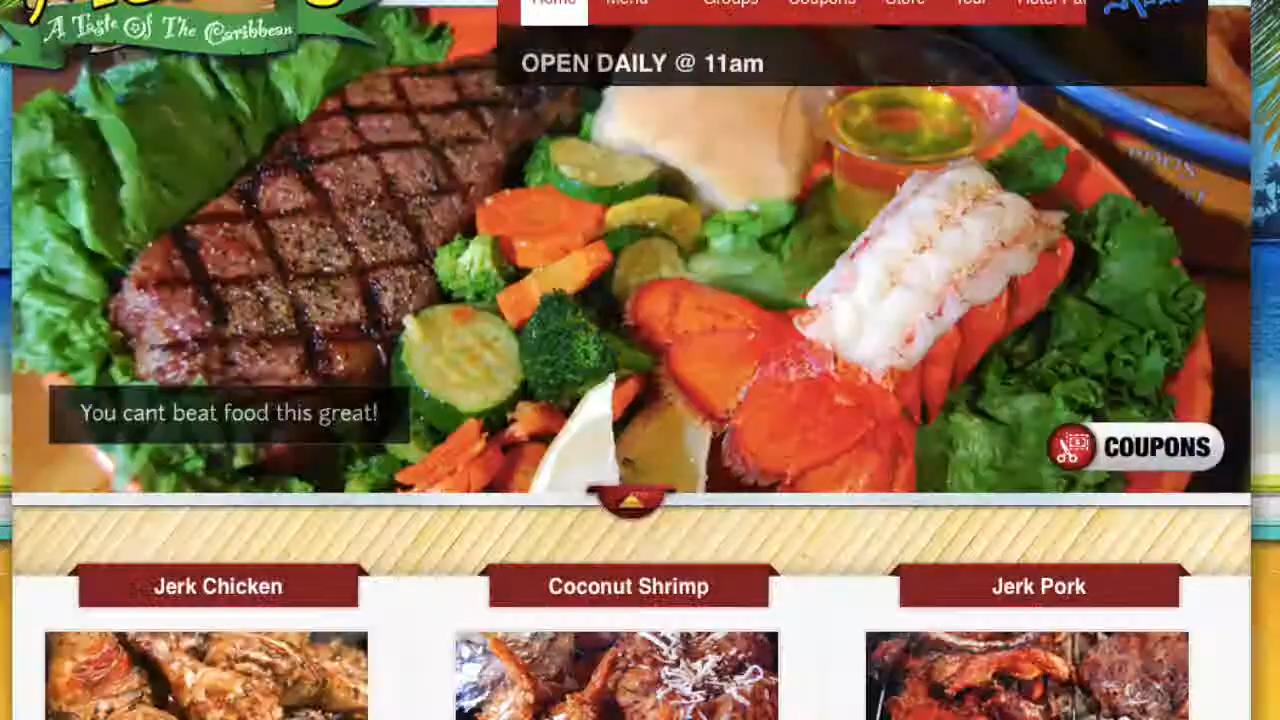 A Taste Of The Caribbean
Home Menu Groups Coupons Store Tour
OPEN DAILY @ 11am
You cant beat food this great!
COUPONS
Jerk Chicken
Coconut Shrimp
Jerk Pork